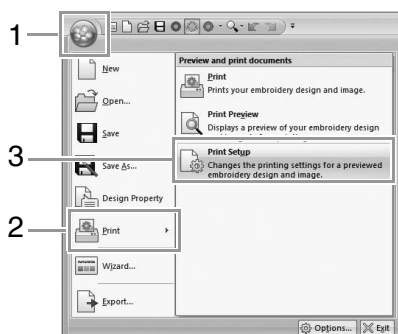 1
New
Open...
Save
Save As...
Design Property
Print
Wizard...
Export...
Preview and print documents
Print
Prints your embroidery design and image.
Print Preview
Displays a preview of your embroidery design
Print Setup
Changes the printing settings for a previewed
embroidery design and image.
3
2
Options...
Exit